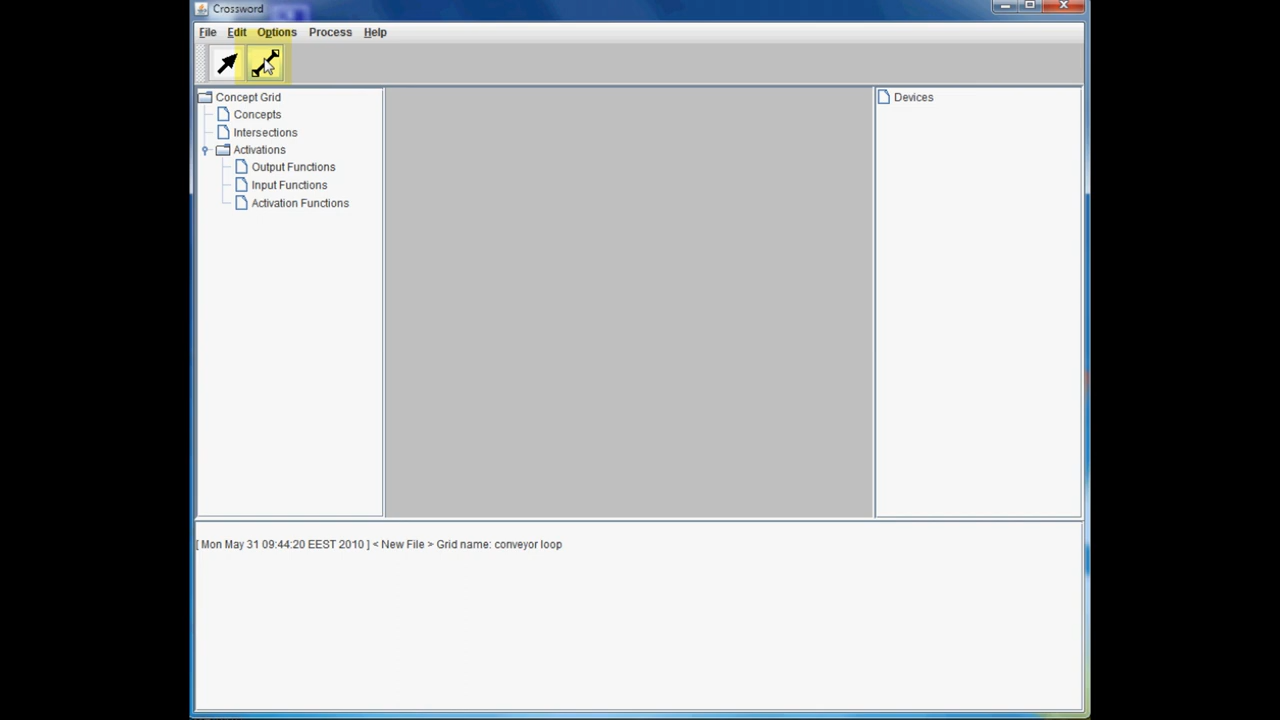 Crossword
File Edit Options Process Help
Concept Grid
Concepts
Intersections
Activations
Output Functions
Input Functions
Activation Functions
Devices
[ Mon May 31 09:44:20 EEST 2010 ] < New File > Grid name: conveyor loop